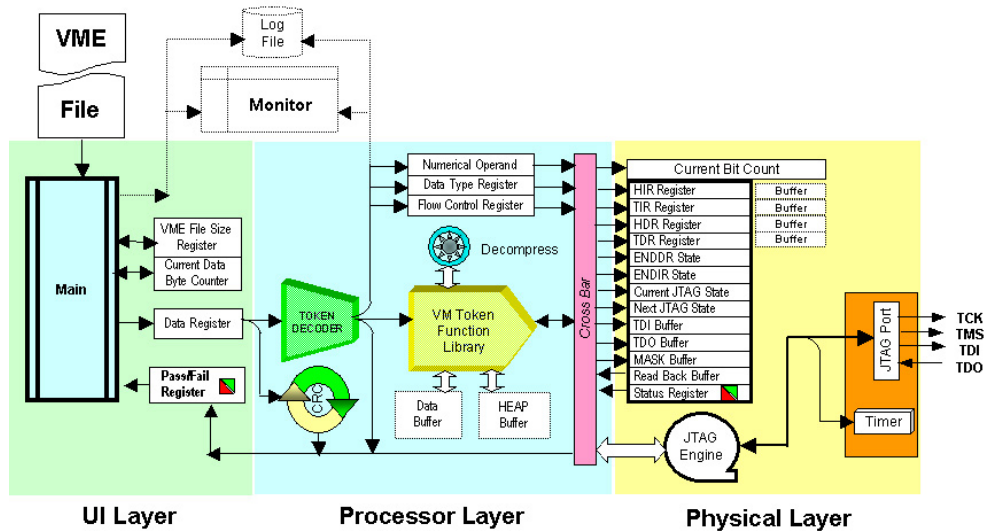 VME
File
Log
File
Monitor
Main
VME File Size
Register
Current Data
Byte Counter
Data Register
Pass/Fail
Register
TOKEN
DECODER
CRC
Numerical Operand
Data Type Register
Flow Control Register
Decompress
VM Token
Function
Library
Data
Buffer
HEAP
Buffer
Cross Bar
Current Bit Count
HIR Register
Buffer
TIR Register
Buffer
HDR Register
Buffer
TDR Register
Buffer
ENDDR State
ENDIR State
Current JTAG State
Next JTAG State
TDI Buffer
TDO Buffer
MASK Buffer
Read Back Buffer
Status Register
JTAG
Engine
JTAG Port
Timer
TCK
TMS
TDI
TDO
UI Layer
Processor Layer
Physical Layer